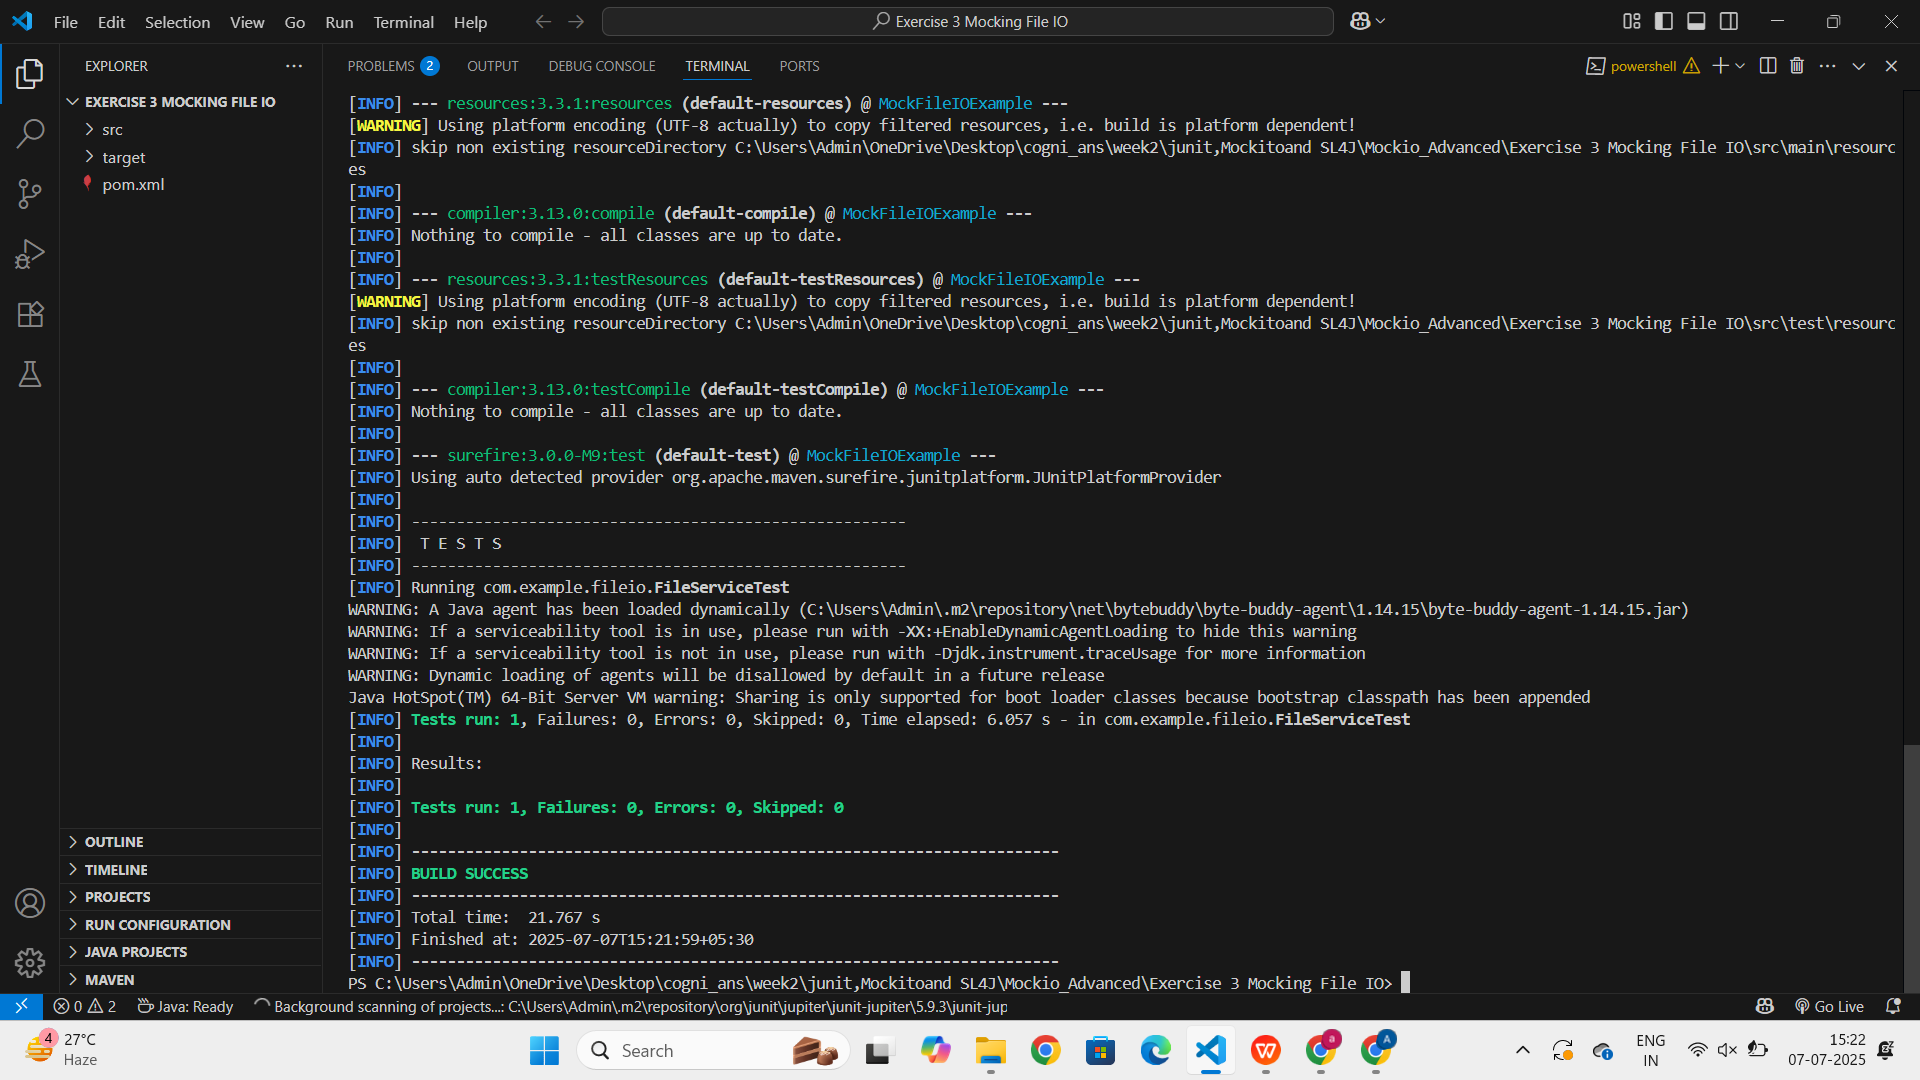 File Edit Selection View Go Run Terminal Help
Exercise 3 Mocking File IO
EXPLORER
EXERCISE 3 MOCKING FILE IO
src
target
pom.xml
OUTLINE
TIMELINE
PROJECTS
RUN CONFIGURATION
JAVA PROJECTS
MAVEN
PROBLEMS 2 OUTPUT DEBUG CONSOLE TERMINAL PORTS
powershell
[INFO] --- resources:3.3.1:resources (default-resources) @ MockFileIOExample ---
[WARNING] Using platform encoding (UTF-8 actually) to copy filtered resources, i.e. build is platform dependent!
[INFO] skip non existing resourceDirectory C:\Users\Admin\OneDrive\Desktop\cogni_ans\week2\junit,Mockitoand SL4J\Mockio_Advanced\Exercise 3 Mocking File IO\src\main\resourc
es
[INFO]
[INFO] --- compiler:3.13.0:compile (default-compile) @ MockFileIOExample ---
[INFO] Nothing to compile - all classes are up to date.
[INFO]
[INFO] --- resources:3.3.1:testResources (default-testResources) @ MockFileIOExample ---
[WARNING] Using platform encoding (UTF-8 actually) to copy filtered resources, i.e. build is platform dependent!
[INFO] skip non existing resourceDirectory C:\Users\Admin\OneDrive\Desktop\cogni_ans\week2\junit,Mockitoand SL4J\Mockio_Advanced\Exercise 3 Mocking File IO\src\test\resourc
es
[INFO]
[INFO] --- compiler:3.13.0:testCompile (default-testCompile) @ MockFileIOExample ---
[INFO] Nothing to compile - all classes are up to date.
[INFO]
[INFO] --- surefire:3.0.0-M9:test (default-test) @ MockFileIOExample ---
[INFO] Using auto detected provider org.apache.maven.surefire.junitplatform.JUnitPlatformProvider
[INFO]
[INFO] -------------------------------------------------------
[INFO]  T E S T S
[INFO] -------------------------------------------------------
[INFO] Running com.example.fileio.FileServiceTest
WARNING: A Java agent has been loaded dynamically (C:\Users\Admin\.m2\repository\net\bytebuddy\byte-buddy-agent\1.14.15\byte-buddy-agent-1.14.15.jar)
WARNING: If a serviceability tool is in use, please run with -XX:+EnableDynamicAgentLoading to hide this warning
WARNING: If a serviceability tool is not in use, please run with -Djdk.instrument.traceUsage for more information
WARNING: Dynamic loading of agents will be disallowed by default in a future release
Java HotSpot(TM) 64-Bit Server VM warning: Sharing is only supported for boot loader classes because bootstrap classpath has been appended
[INFO] Tests run: 1, Failures: 0, Errors: 0, Skipped: 0, Time elapsed: 6.057 s - in com.example.fileio.FileServiceTest
[INFO]
[INFO] Results:
[INFO]
[INFO] Tests run: 1, Failures: 0, Errors: 0, Skipped: 0
[INFO]
[INFO] ------------------------------------------------------------------------
[INFO] BUILD SUCCESS
[INFO] ------------------------------------------------------------------------
[INFO] Total time:  21.767 s
[INFO] Finished at: 2025-07-07T15:21:59+05:30
[INFO] ------------------------------------------------------------------------
PS C:\Users\Admin\OneDrive\Desktop\cogni_ans\week2\junit,Mockitoand SL4J\Mockio_Advanced\Exercise 3 Mocking File IO>
0 2 Java: Ready Background scanning of projects...: C:\Users\Admin\.m2\repository\org\junit\jupiter\junit-jupiter\5.9.3\junit-jup Go Live
4 27°C
Haze
Search
W
a
A
ENG
IN
15:22
07-07-2025